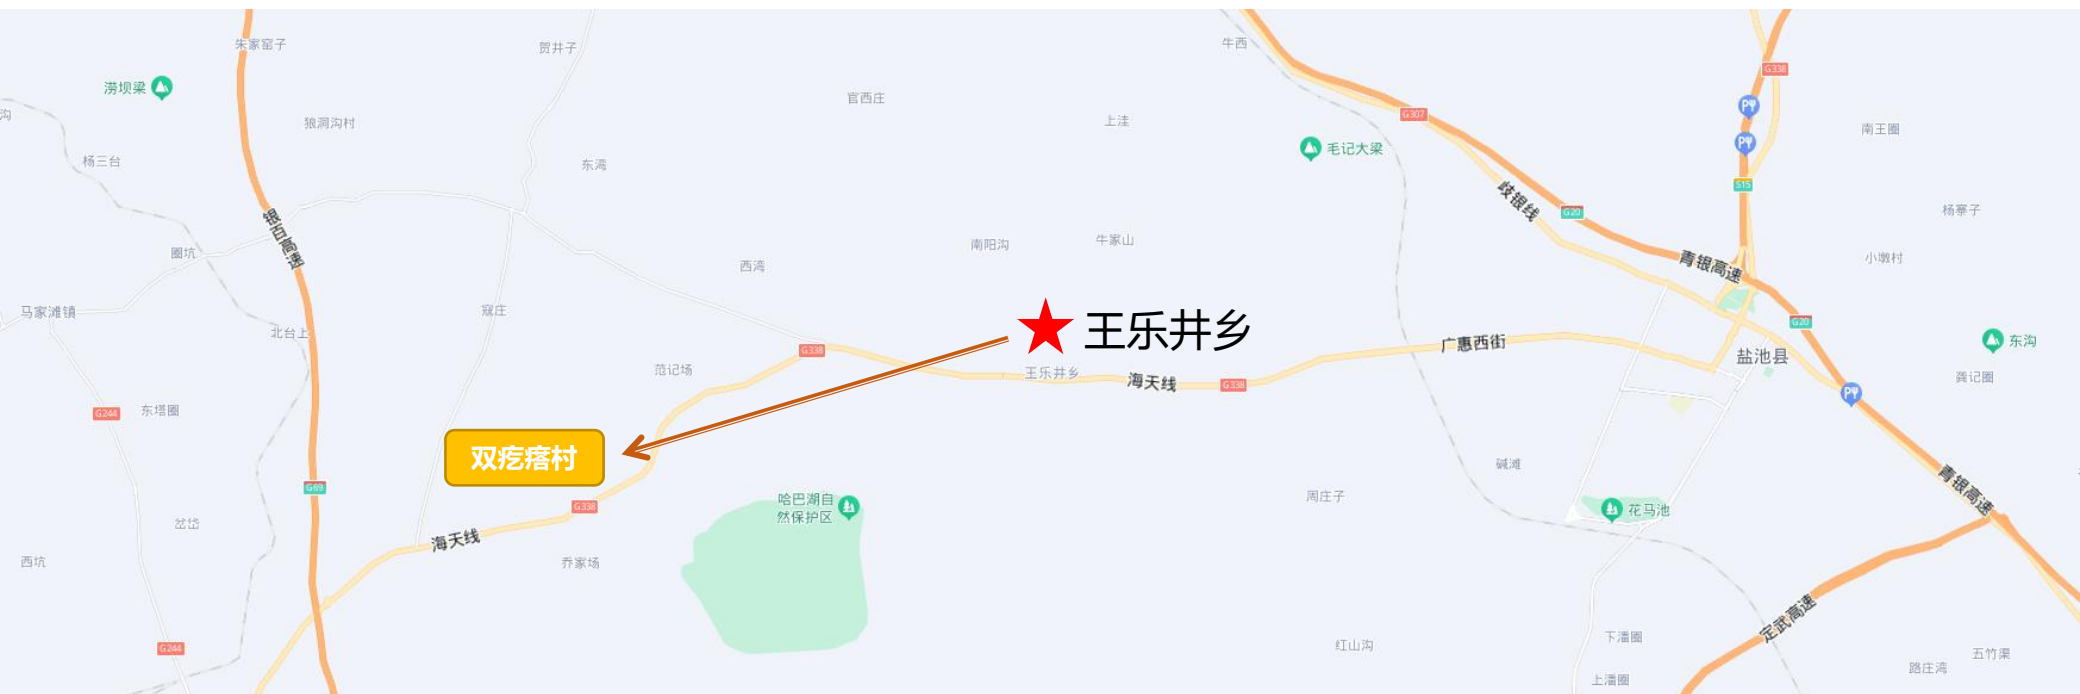 朱家窑子
贺井子
牛西
G338
涝坝梁
官西庄
沟
狼洞沟村
上洼
G307
南王圈
毛记大梁
杨三台
东湾
S15
岐银线
G20
杨寨子
银百高速
圈坑
南阳沟
牛家山
西湾
青银高速
小墩村
马家滩镇
寇庄
北台上
王乐井乡
G20
东沟
G338
广惠西街
盐池县
范记场
王乐井乡
海天线
G338
龚记圈
G244
东塔圈
双疙瘩村
碱滩
G69
哈巴湖自
然保护区
周庄子
青银高速
G338
花马池
岔岱
海天线
西坑
乔家场
定武高速
G244
红山沟
下潘圈
五竹渠
路庄湾
上潘圈